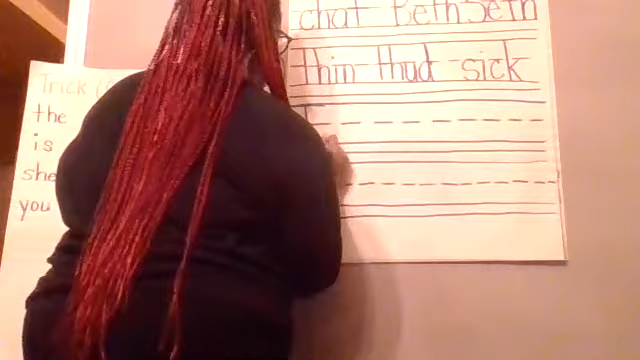 Trick
the
is
she
you
chat Beth Seth
thin thud sick
T